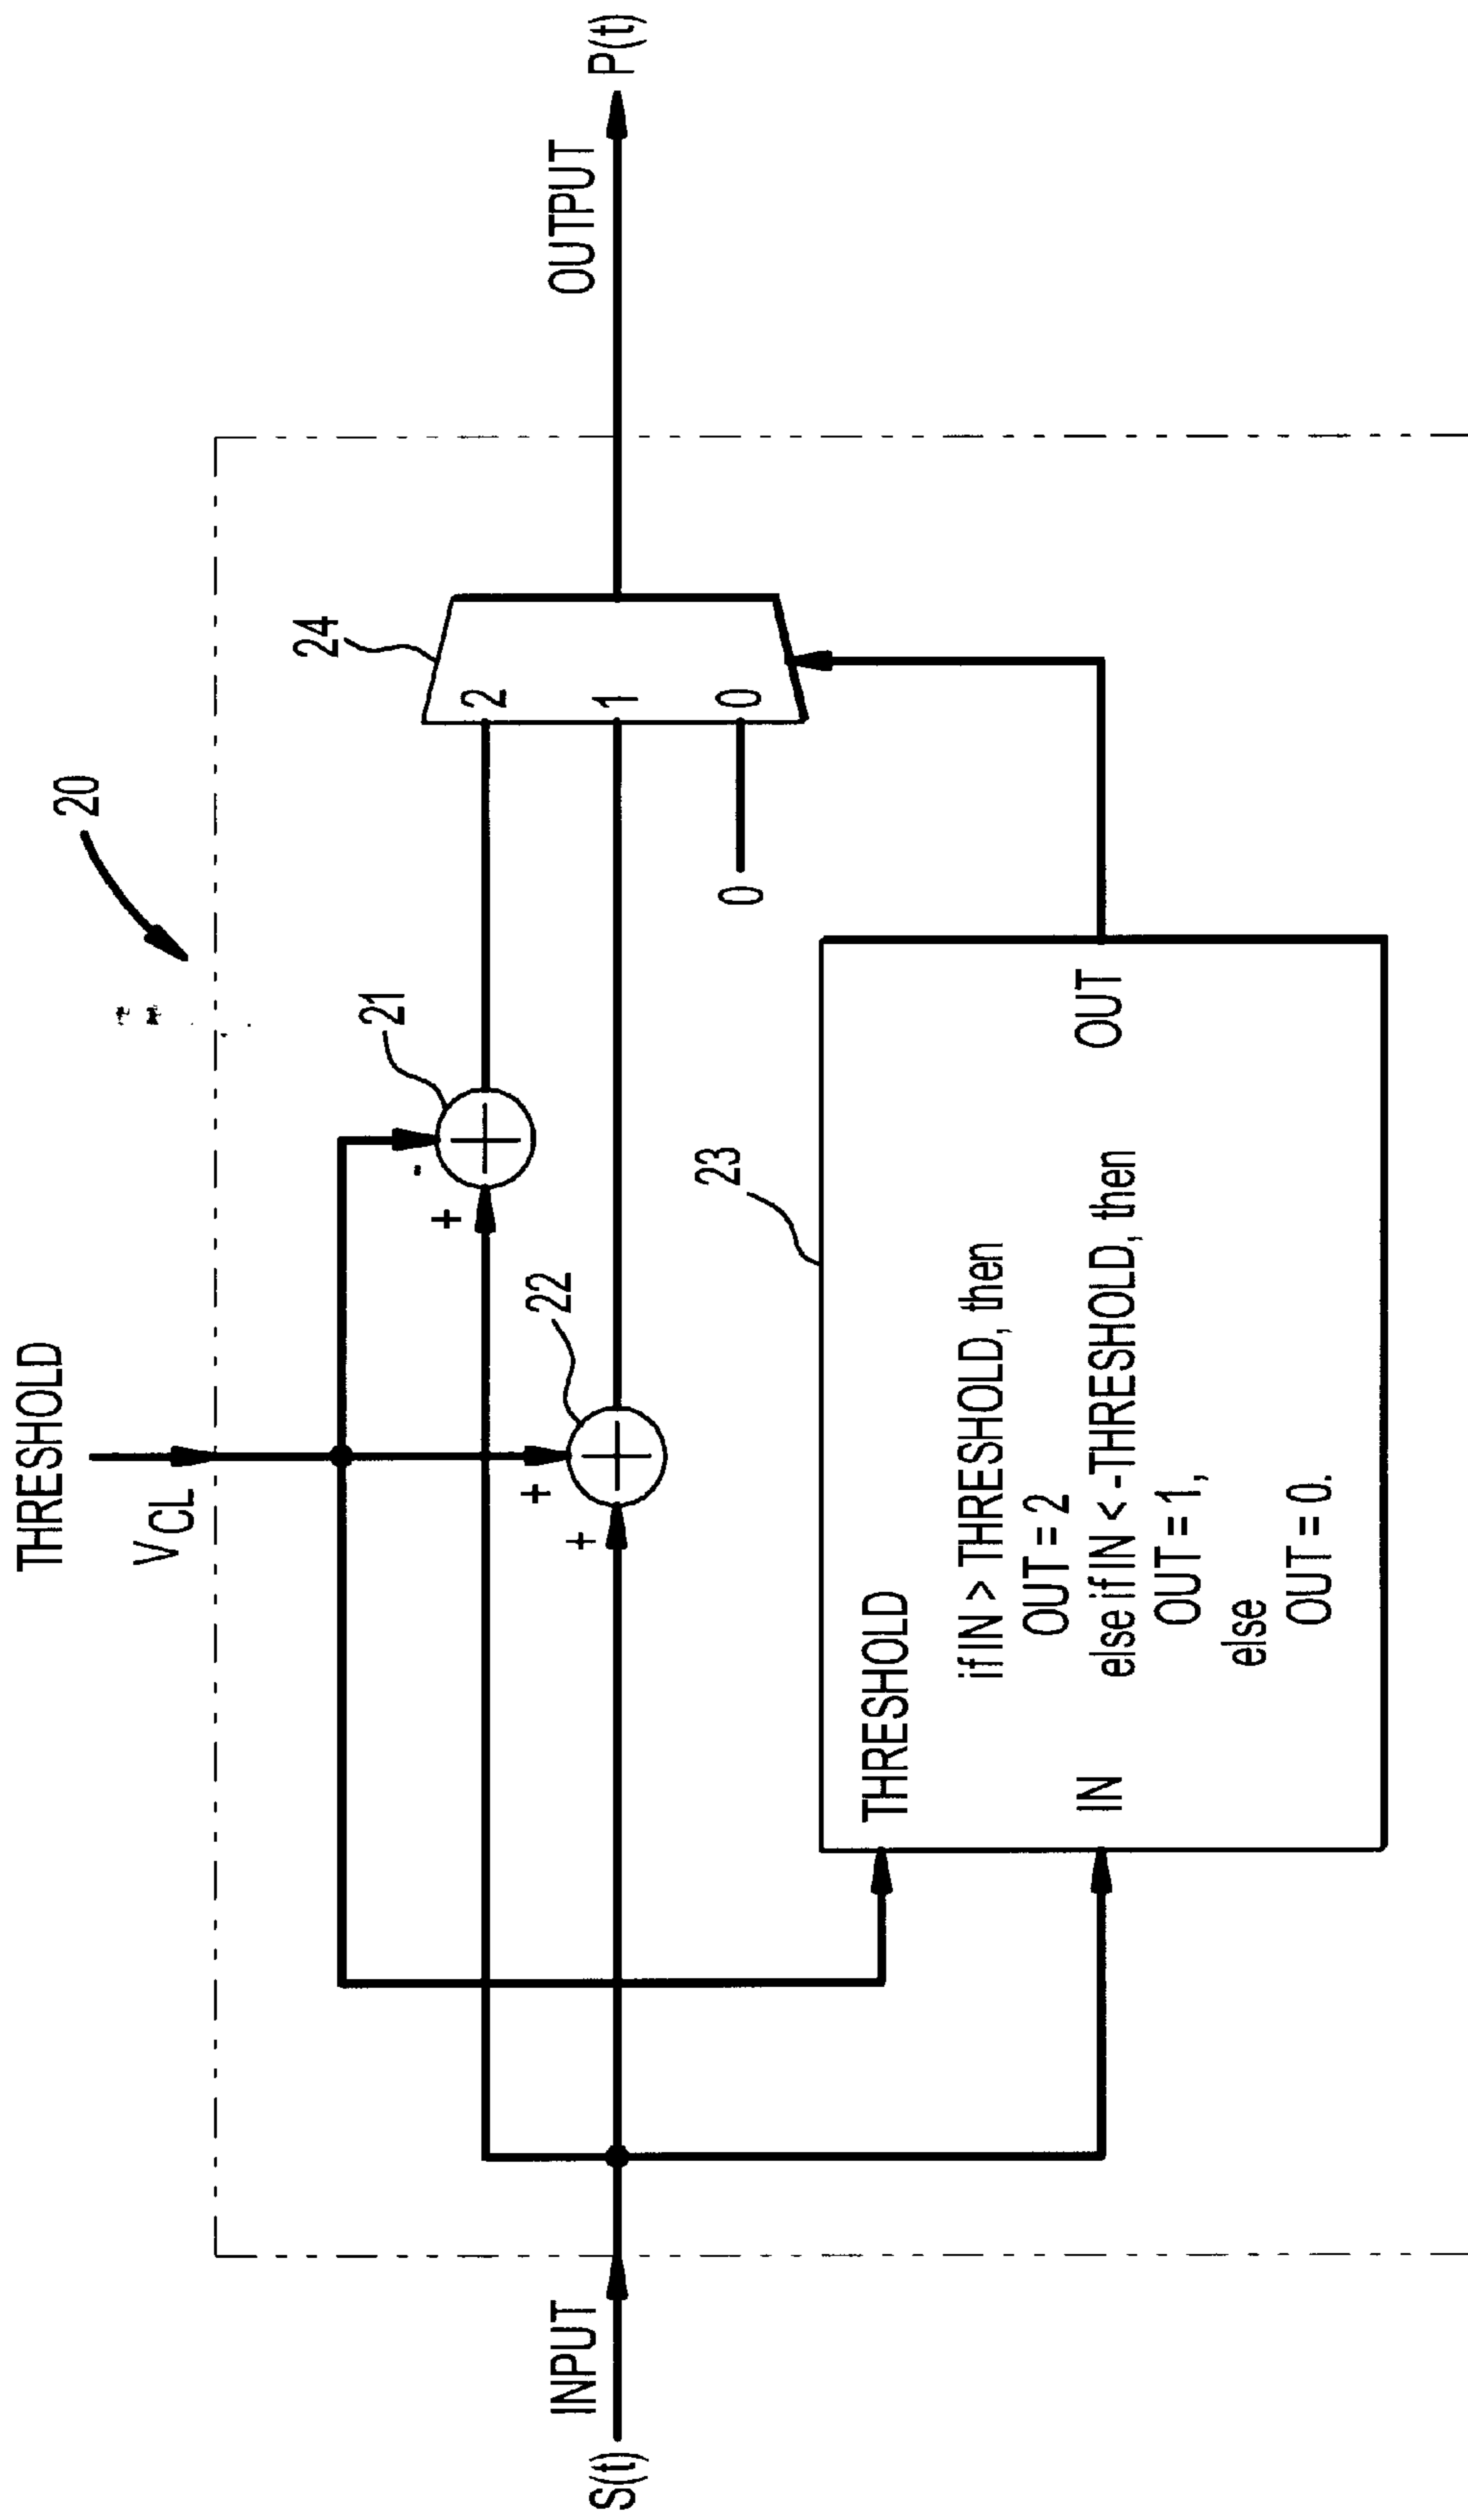 THRESHOLD
V_CL
20
24
21
22
2
1
0
0
INPUT
S(t)
OUTPUT
P(t)
23
THRESHOLD
if IN > THRESHOLD, then
OUT = 2
else if IN < -THRESHOLD, then
OUT = 1,
else
OUT = 0.
IN
OUT
+
-
+
+